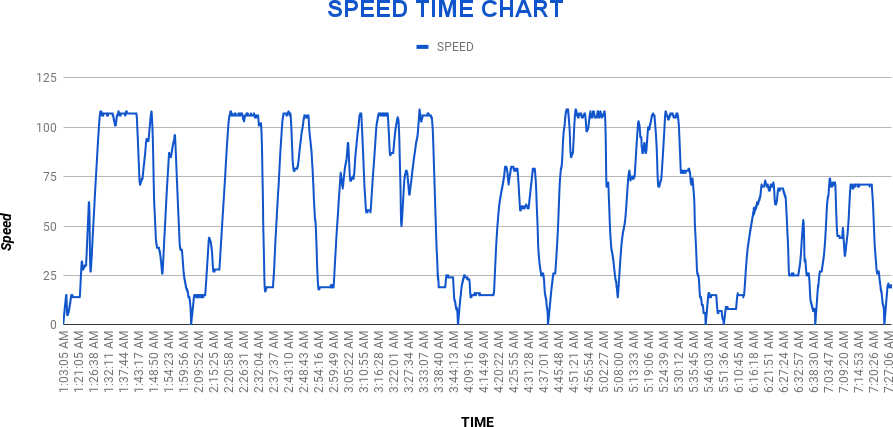 SPEED TIME CHART
SPEED
125
100
75
50
25
0
Speed
1:03:05 AM
1:21:05 AM
1:26:38 AM
1:32:11 AM
1:37:44 AM
1:43:17 AM
1:48:50 AM
1:54:23 AM
1:59:56 AM
2:09:52 AM
2:15:25 AM
2:20:58 AM
2:26:31 AM
2:32:04 AM
2:37:37 AM
2:43:10 AM
2:48:43 AM
2:54:16 AM
2:59:49 AM
3:05:22 AM
3:10:55 AM
3:16:28 AM
3:22:01 AM
3:27:34 AM
3:33:07 AM
3:38:40 AM
3:44:13 AM
4:09:16 AM
4:14:49 AM
4:20:22 AM
4:25:55 AM
4:31:28 AM
4:37:01 AM
4:45:48 AM
4:51:21 AM
4:56:54 AM
5:02:27 AM
5:08:00 AM
5:13:33 AM
5:19:06 AM
5:24:39 AM
5:30:12 AM
5:35:45 AM
5:46:03 AM
5:51:36 AM
6:10:45 AM
6:16:18 AM
6:21:51 AM
6:27:24 AM
6:32:57 AM
6:38:30 AM
7:03:47 AM
7:09:20 AM
7:14:53 AM
7:20:26 AM
7:27:06 AM
TIME